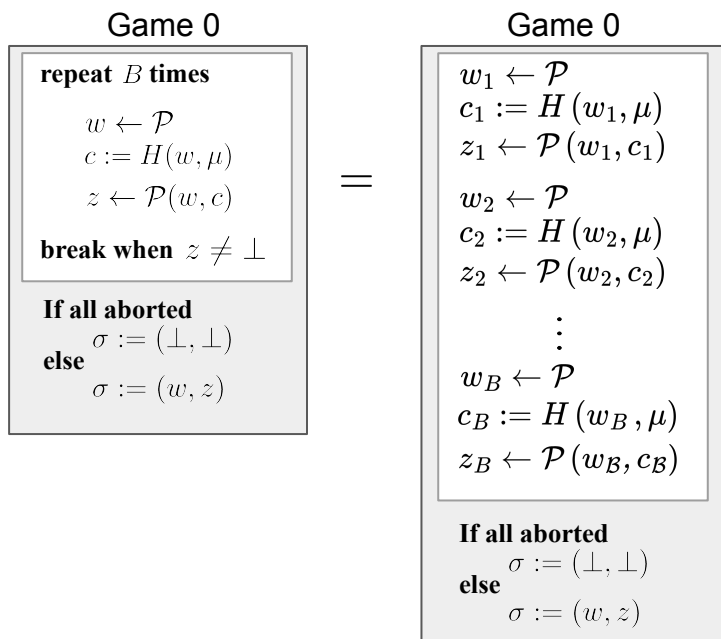 Game 0
repeat B times
w ← 𝒫
c := H(w, μ)
z ← 𝒫(w, c)
break when z ≠ ⊥
If all aborted
σ := (⊥, ⊥)
else
σ := (w, z)
=
Game 0
w₁ ← 𝒫
c₁ := H (w₁, μ)
z₁ ← 𝒫 (w₁, c₁)
w₂ ← 𝒫
c₂ := H (w₂, μ)
z₂ ← 𝒫 (w₂, c₂)
⋮
w_B ← 𝒫
c_B := H (w_B , μ)
z_B ← 𝒫 (w_ℬ, c_ℬ)
If all aborted
σ := (⊥, ⊥)
else
σ := (w, z)